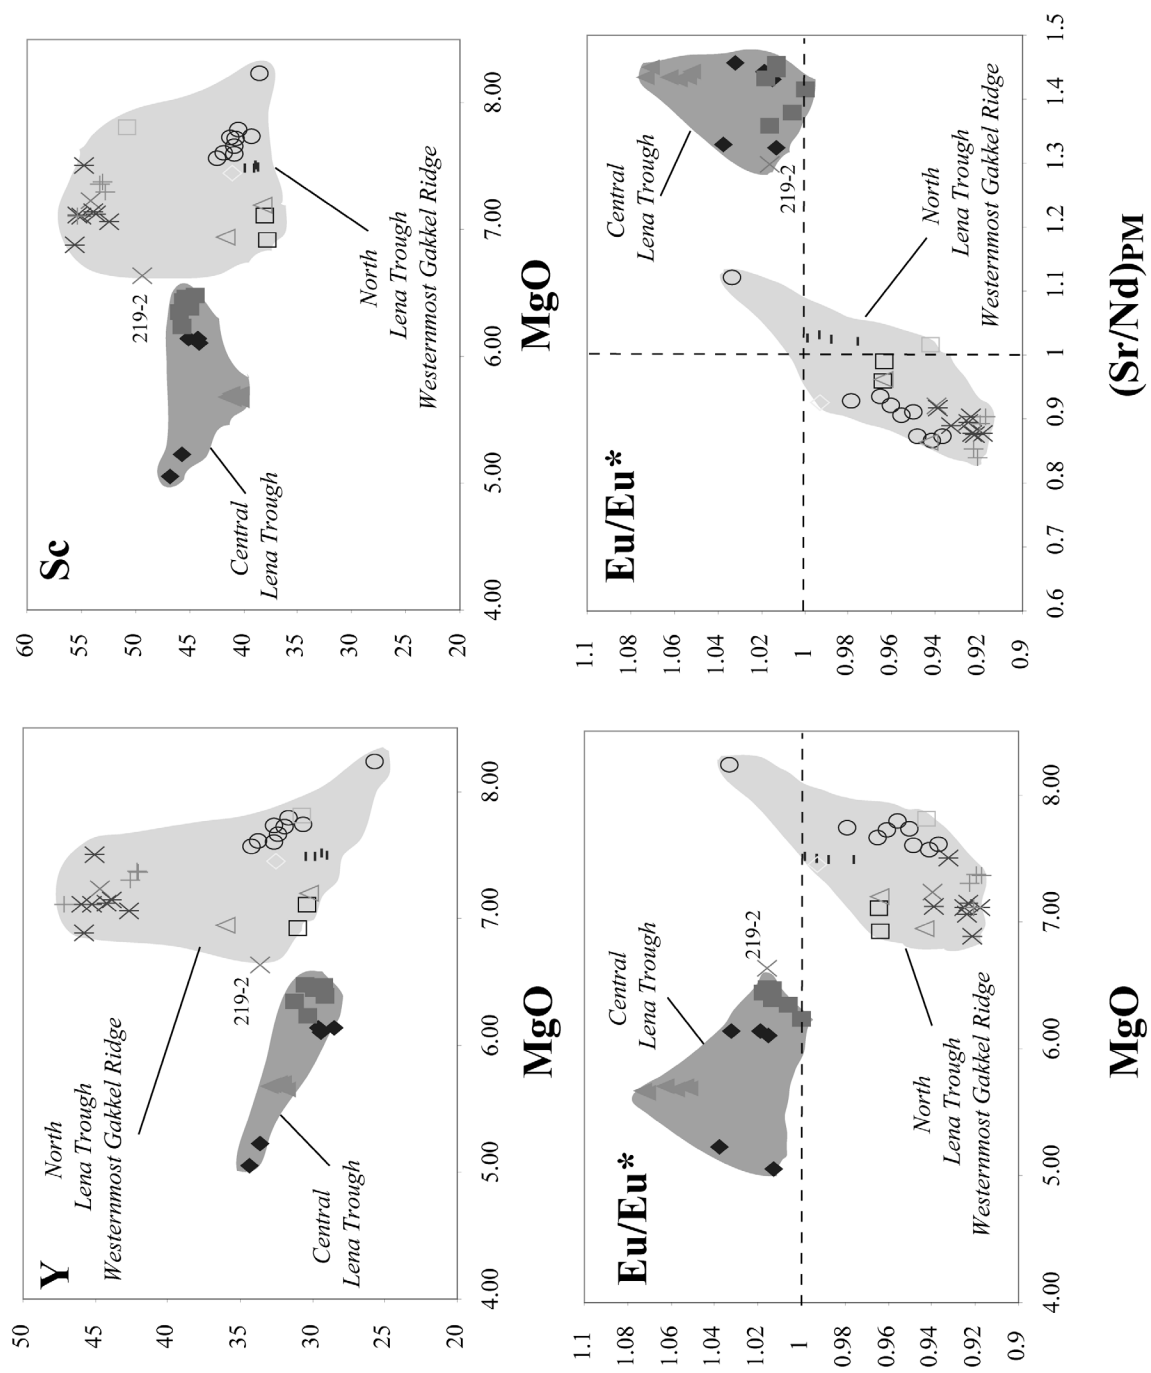 Y
50
45
40
35
30
25
20
4.00
5.00
6.00
7.00
8.00
MgO
North
Lena Trough
Westernmost Gakkel Ridge
219-2
Central
Lena Trough
Sc
60
55
50
45
40
35
30
25
20
4.00
5.00
6.00
7.00
8.00
MgO
219-2
Central
Lena Trough
North
Lena Trough
Westernmost Gakkel Ridge
Eu/Eu*
1.1
1.08
1.06
1.04
1.02
1
0.98
0.96
0.94
0.92
0.9
4.00
5.00
6.00
7.00
8.00
MgO
Central
Lena Trough
219-2
North
Lena Trough
Westernmost Gakkel Ridge
Eu/Eu*
1.1
1.08
1.06
1.04
1.02
1
0.98
0.96
0.94
0.92
0.9
0.6
0.7
0.8
0.9
1
1.1
1.2
1.3
1.4
1.5
(Sr/Nd)PM
Central
Lena Trough
219-2
North
Lena Trough
Westernmost Gakkel Ridge